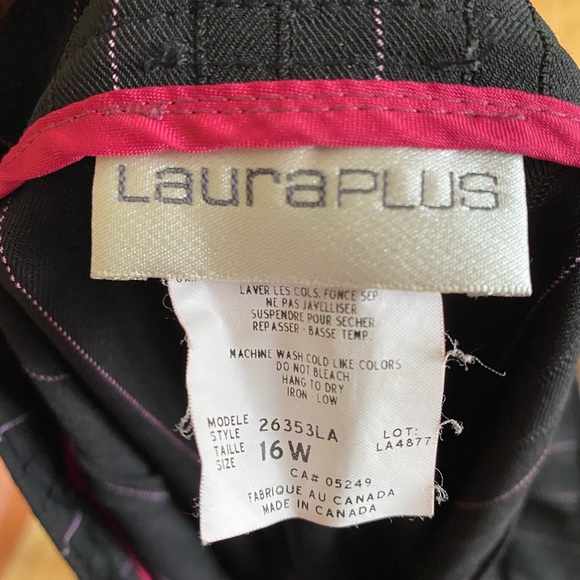 Laura PLUS
LAVER LES COLS. FONCE SEP.
NE PAS JAVELLISER
SUSPENDRE POUR SECHER
REPASSER - BASSE TEMP.
MACHINE WASH COLD LIKE COLORS
DO NOT BLEACH
HANG TO DRY
IRON - LOW
MODELE
STYLE 26353LA
LOT:
LA4877
TAILLE
SIZE 16W
CA# 05249
FABRIQUE AU CANADA
MADE IN CANADA